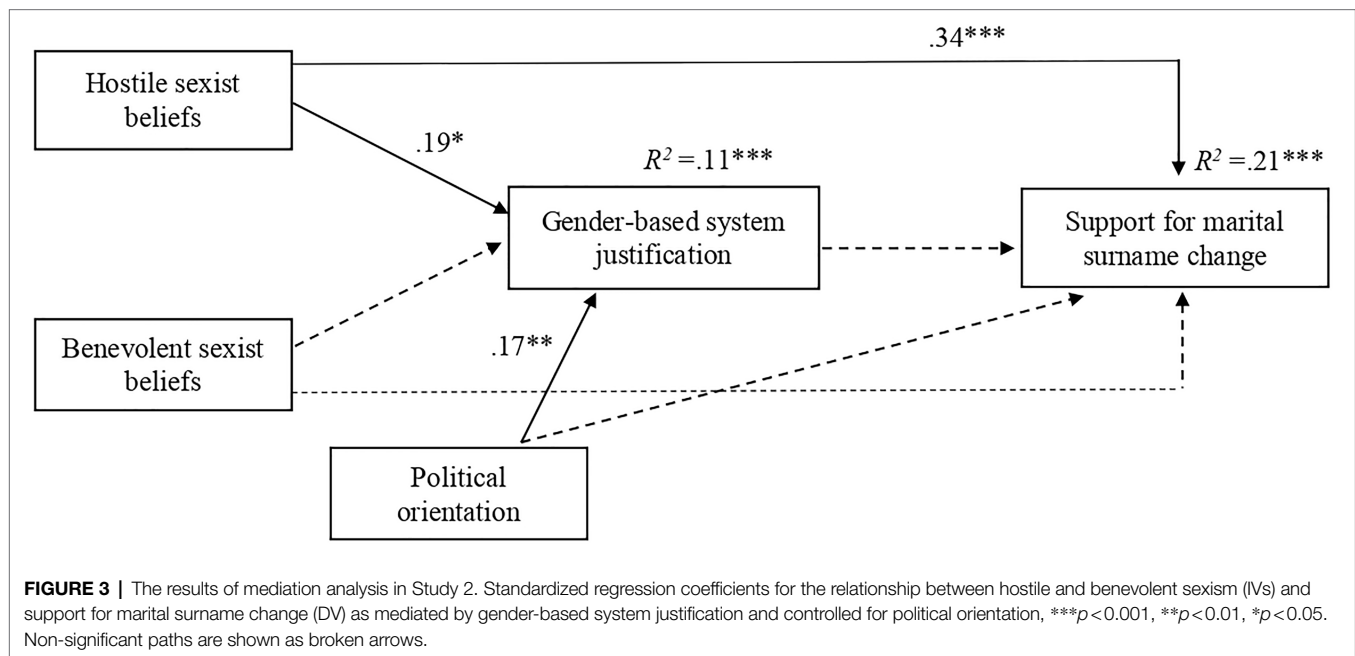 .34***
Hostile sexist
beliefs
.19*
R² =.11***
R² =.21***
Gender-based system
justification
Support for marital
surname change
Benevolent sexist
beliefs
.17**
Political
orientation
FIGURE 3 | The results of mediation analysis in Study 2. Standardized regression coefficients for the relationship between hostile and benevolent sexism (IVs) and
support for marital surname change (DV) as mediated by gender-based system justification and controlled for political orientation, ***p<0.001, **p<0.01, *p<0.05.
Non-significant paths are shown as broken arrows.